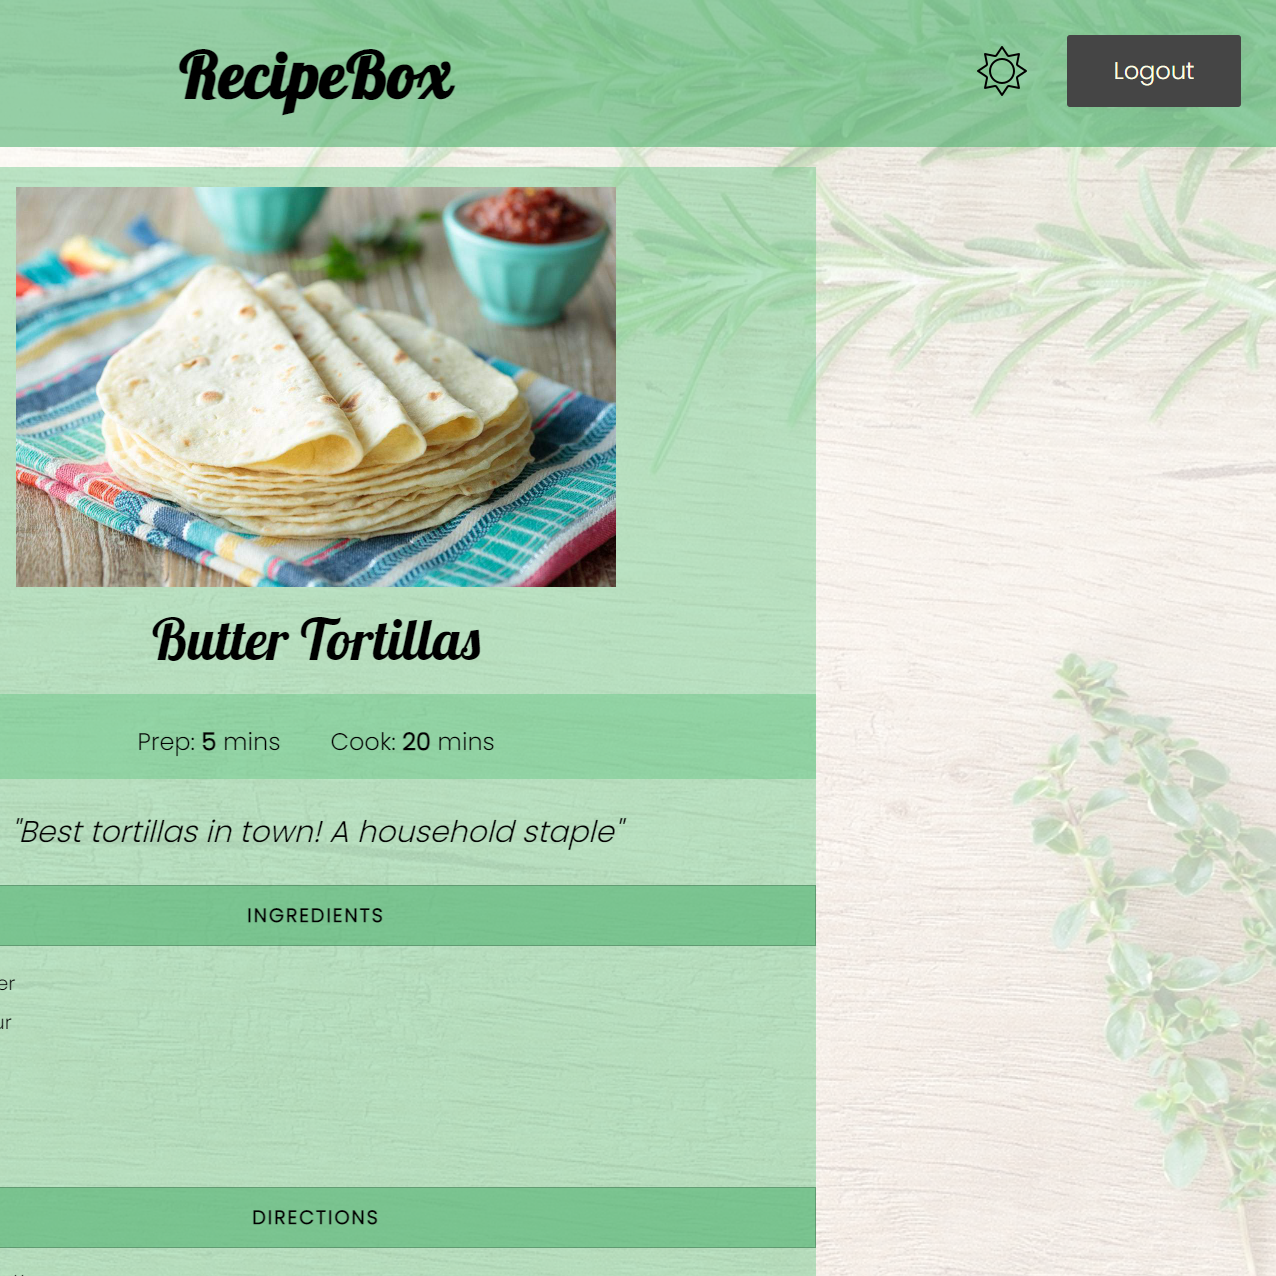 RecipeBox
Logout
Butter Tortillas
Prep: 5 mins Cook: 20 mins
"Best tortillas in town! A household staple"
INGREDIENTS
er
ur
DIRECTIONS